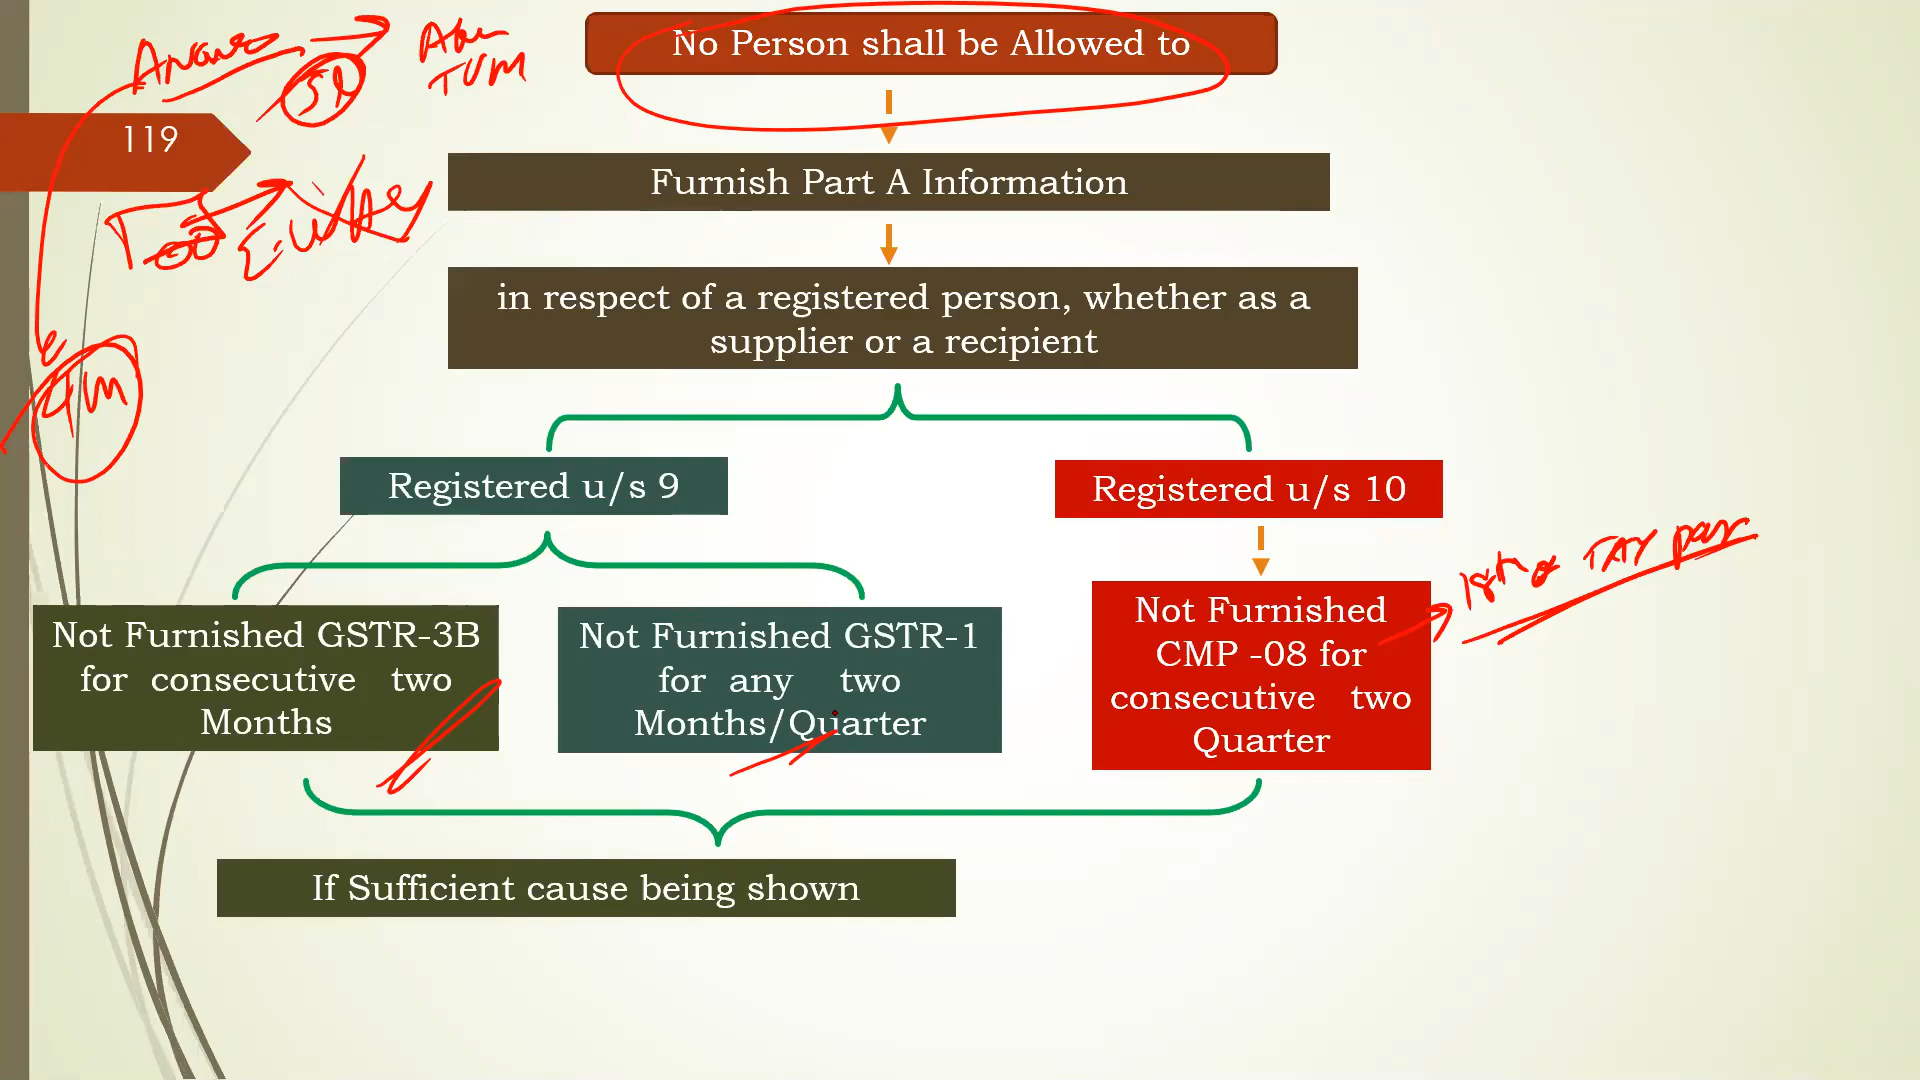 No Person shall be Allowed to
119
Furnish Part A Information
in respect of a registered person, whether as a
supplier or a recipient
Registered u/s 9
Registered u/s 10
Not Furnished GSTR-3B
for consecutive two
Months
Not Furnished GSTR-1
for any two
Months/Quarter
Not Furnished
CMP -08 for
consecutive two
Quarter
If Sufficient cause being shown